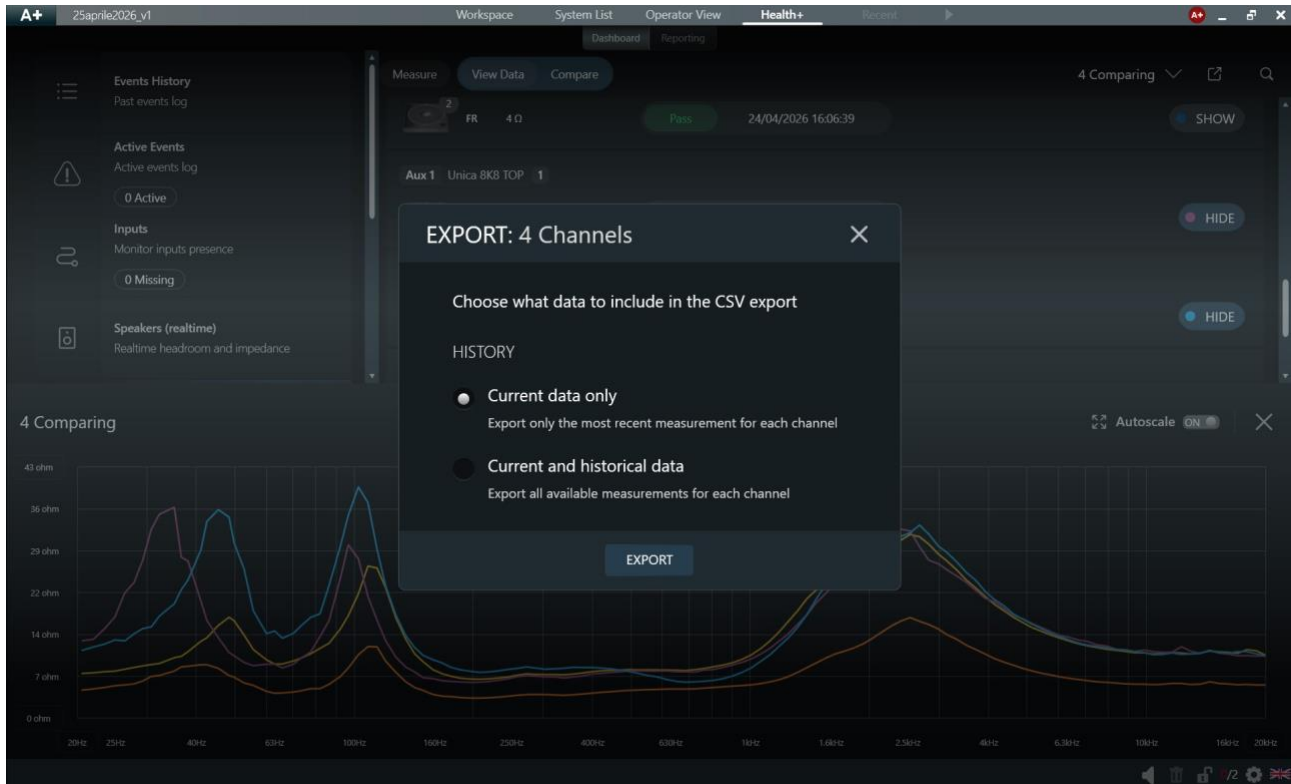 A+ 25aprile2026_v1 Workspace System List Operator View Health+ Recent A+
Dashboard Reporting
Events History
Past events log
Active Events
Active events log
0 Active
Inputs
Monitor inputs presence
0 Missing
Speakers (realtime)
Realtime headroom and impedance
Measure View Data Compare 4 Comparing
2 FR 4 Ω Pass 24/04/2026 16:06:39 SHOW
Aux 1 Unica 8K8 TOP 1
HIDE
HIDE
EXPORT: 4 Channels
Choose what data to include in the CSV export
HISTORY
Current data only
Export only the most recent measurement for each channel
Current and historical data
Export all available measurements for each channel
EXPORT
4 Comparing Autoscale ON
43 ohm
36 ohm
29 ohm
22 ohm
14 ohm
7 ohm
0 ohm
20Hz 25Hz 40Hz 63Hz 100Hz 160Hz 250Hz 400Hz 630Hz 1kHz 1.6kHz 2.5kHz 4kHz 6.3kHz 10kHz 16kHz 20kHz
/2